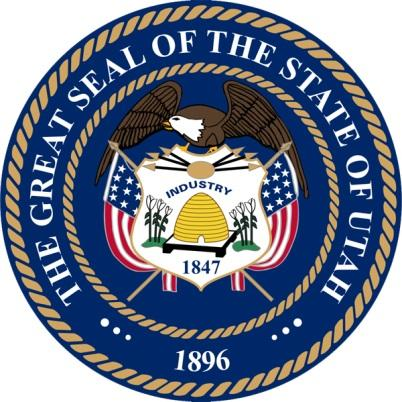 THE GREAT SEAL OF THE STATE OF UTAH
INDUSTRY
1847
1896